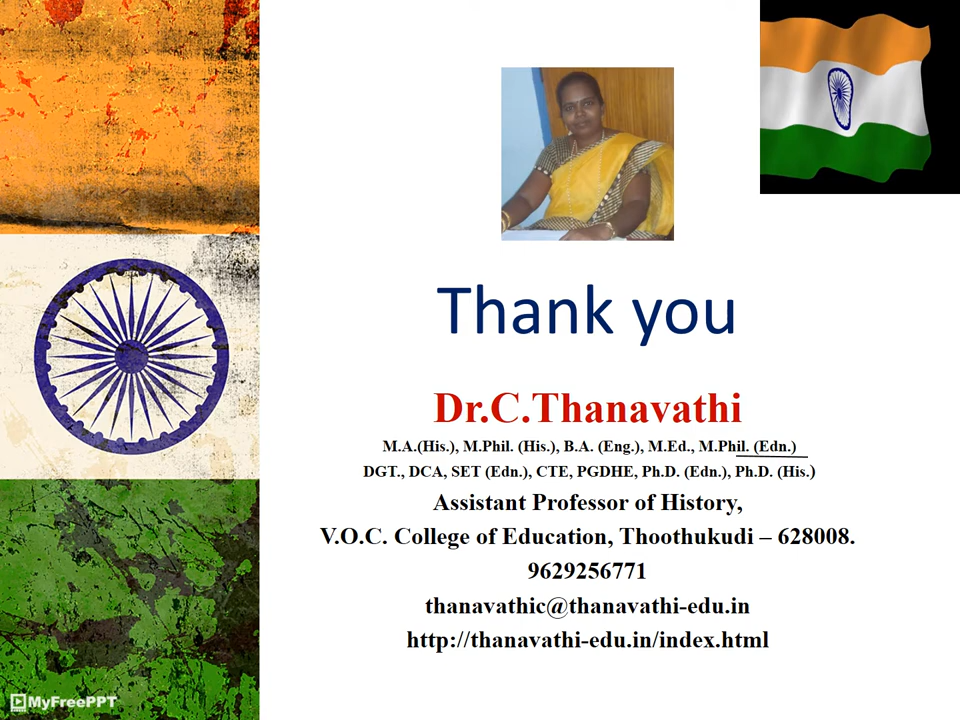 Thank you
Dr.C.Thanavathi
M.A.(His.), M.Phil. (His.), B.A. (Eng.), M.Ed., M.Phil. (Edn.)
DGT., DCA, SET (Edn.), CTE, PGDHE, Ph.D. (Edn.), Ph.D. (His.)
Assistant Professor of History,
V.O.C. College of Education, Thoothukudi – 628008.
9629256771
thanavathic@thanavathi-edu.in
http://thanavathi-edu.in/index.html
MyFreePPT